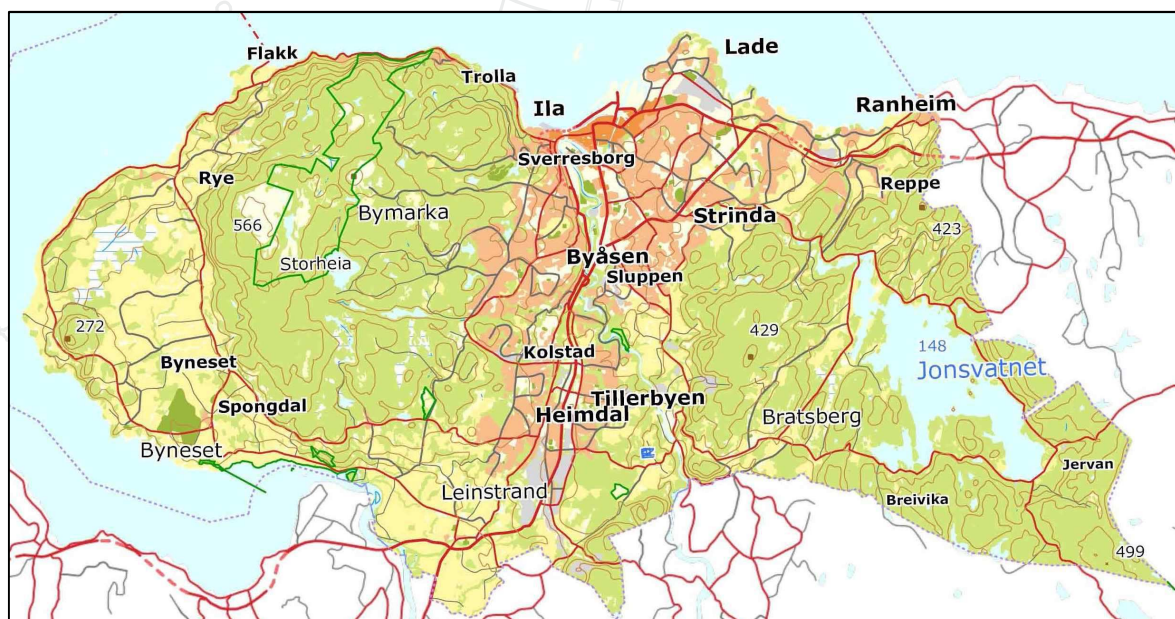 Lade
Flakk
Trolla
Ila
Ranheim
Sverresborg
Rye
Reppe
Bymarka
Strinda
566
423
Byåsen
Storheia
Sluppen
272
429
Kolstad
148
Byneset
Jonsvatnet
Tillerbyen
Spongdal
Heimdal
Bratsberg
Byneset
Jervan
Leinstrand
Breivika
499